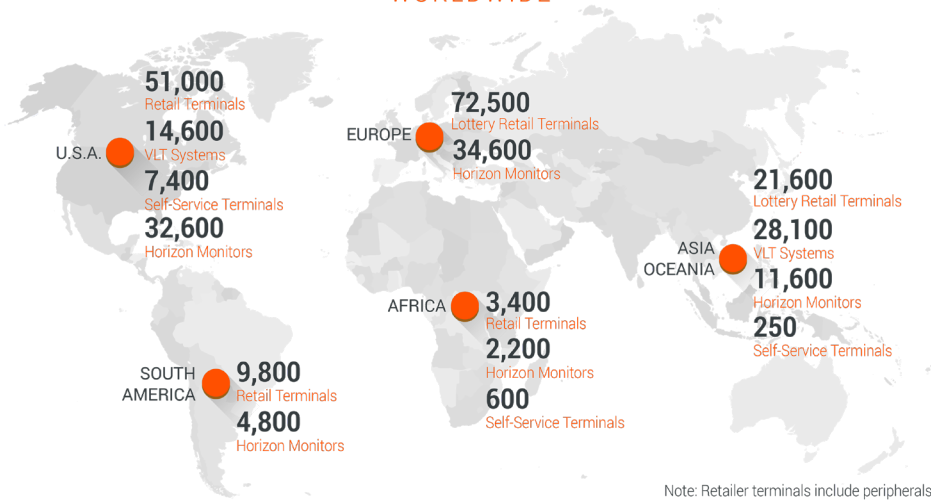 WORLDWIDE
51,000
Retail Terminals
14,600
U.S.A.
VLT Systems
7,400
Self-Service Terminals
32,600
Horizon Monitors
72,500
EUROPE
Lottery Retail Terminals
34,600
Horizon Monitors
21,600
Lottery Retail Terminals
28,100
ASIA
OCEANIA
VLT Systems
11,600
Horizon Monitors
250
Self-Service Terminals
AFRICA
3,400
Retail Terminals
2,200
Horizon Monitors
600
Self-Service Terminals
SOUTH
AMERICA
9,800
Retail Terminals
4,800
Horizon Monitors
Note: Retailer terminals include peripherals